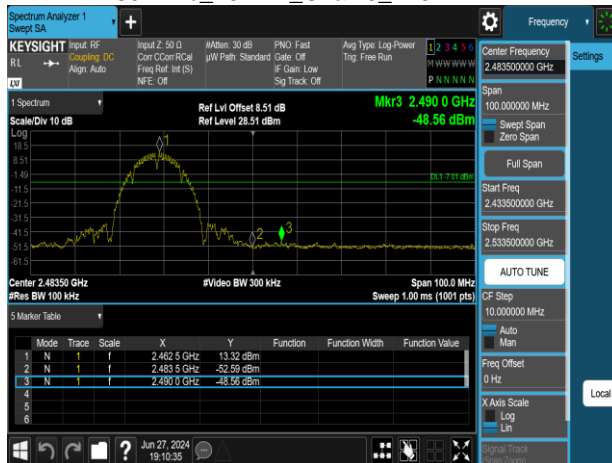 Spectrum Analyzer 1
Swept SA
+
Frequency
KEYSIGHT
RL
LXI
Input: RF
Coupling: DC
Align: Auto
Input Z: 50 Ω
Corr CCorr RCal
Freq Ref: Int (S)
NFE: Off
#Atten: 30 dB
µW Path: Standard
PNO: Fast
Gate: Off
IF Gain: Low
Sig Track: Off
Avg Type: Log-Power
Trig: Free Run
1 2 3 4 5 6
M W W W W W
P N N N N N
Center Frequency
2.483500000 GHz
Settings
Span
100.000000 MHz
Swept Span
Zero Span
Full Span
Start Freq
2.433500000 GHz
Stop Freq
2.533500000 GHz
AUTO TUNE
CF Step
10.000000 MHz
Auto
Man
Freq Offset
0 Hz
X Axis Scale
Log
Lin
Signal Track
(Span Zoom)
Local
1 Spectrum
Scale/Div 10 dB
Ref Lvl Offset 8.51 dB
Ref Level 28.51 dBm
Mkr3 2.490 0 GHz
-48.56 dBm
Log
18.5
8.51
-1.49
-11.5
-21.5
-31.5
-41.5
-51.5
-61.5
1
2
3
DL1 -7.01 dBm
Center 2.48350 GHz
#Video BW 300 kHz
Span 100.0 MHz
#Res BW 100 kHz
Sweep 1.00 ms (1001 pts)
5 Marker Table
Mode Trace Scale X Y Function Function Width Function Value
1 N 1 f 2.462 5 GHz 13.32 dBm
2 N 1 f 2.483 5 GHz -52.59 dBm
3 N 1 f 2.490 0 GHz -48.56 dBm
4
5
6
?
Jun 27, 2024
19:10:35